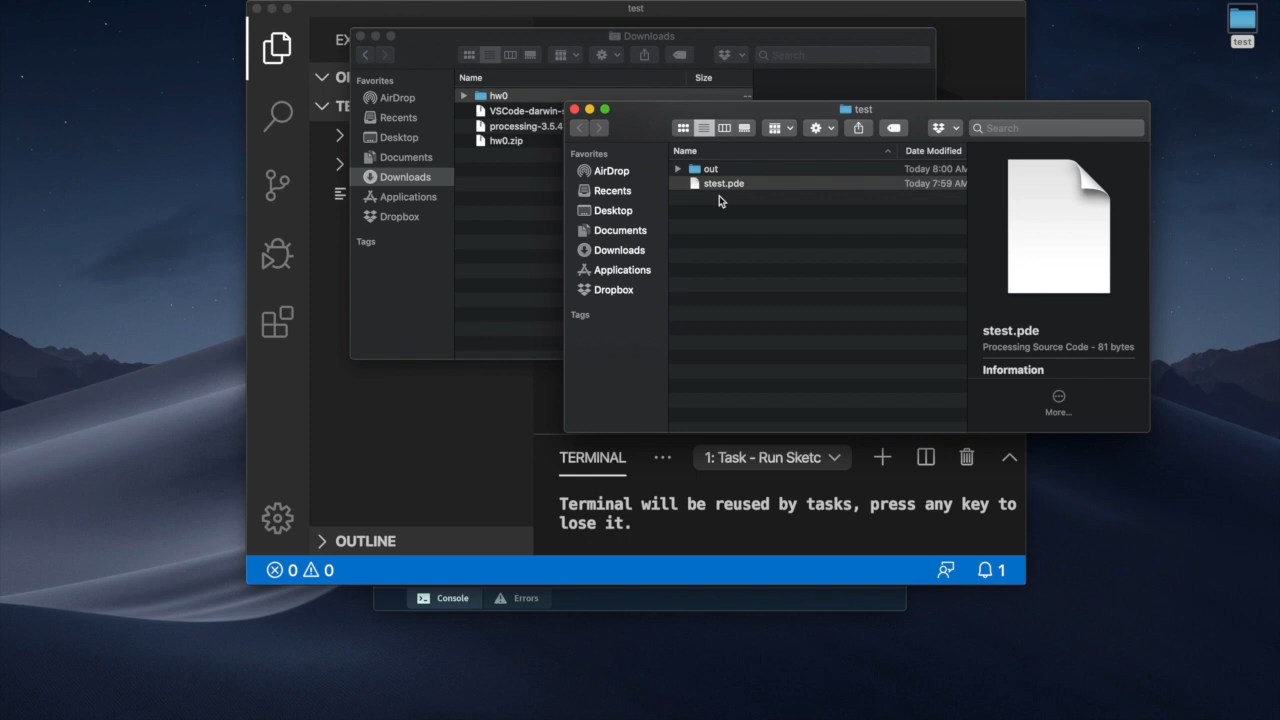 test
test
EX
Downloads
Search
Favorites
AirDrop
Recents
Desktop
Documents
Downloads
Applications
Dropbox
Tags
Name
Size
hw0
--
VSCode-darwin-s
processing-3.5.4
hw0.zip
test
Search
Favorites
AirDrop
Recents
Desktop
Documents
Downloads
Applications
Dropbox
Tags
Name
Date Modified
out
Today 8:00 AM
stest.pde
Today 7:59 AM
stest.pde
Processing Source Code - 81 bytes
Information
More...
TERMINAL
1: Task - Run Sketc
Terminal will be reused by tasks, press any key to
lose it.
OUTLINE
0
0
1
Console
Errors